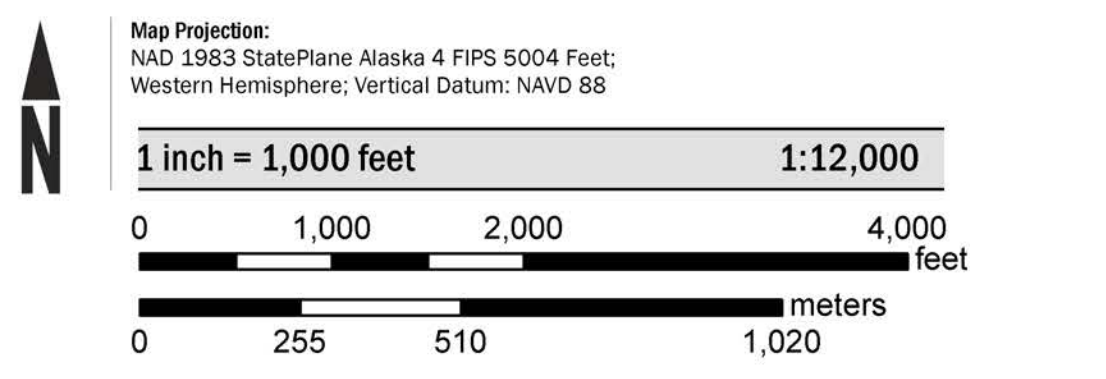 N
Map Projection:
NAD 1983 StatePlane Alaska 4 FIPS 5004 Feet;
Western Hemisphere; Vertical Datum: NAVD 88
1 inch = 1,000 feet 1:12,000
0 1,000 2,000 4,000
feet
meters
0 255 510 1,020